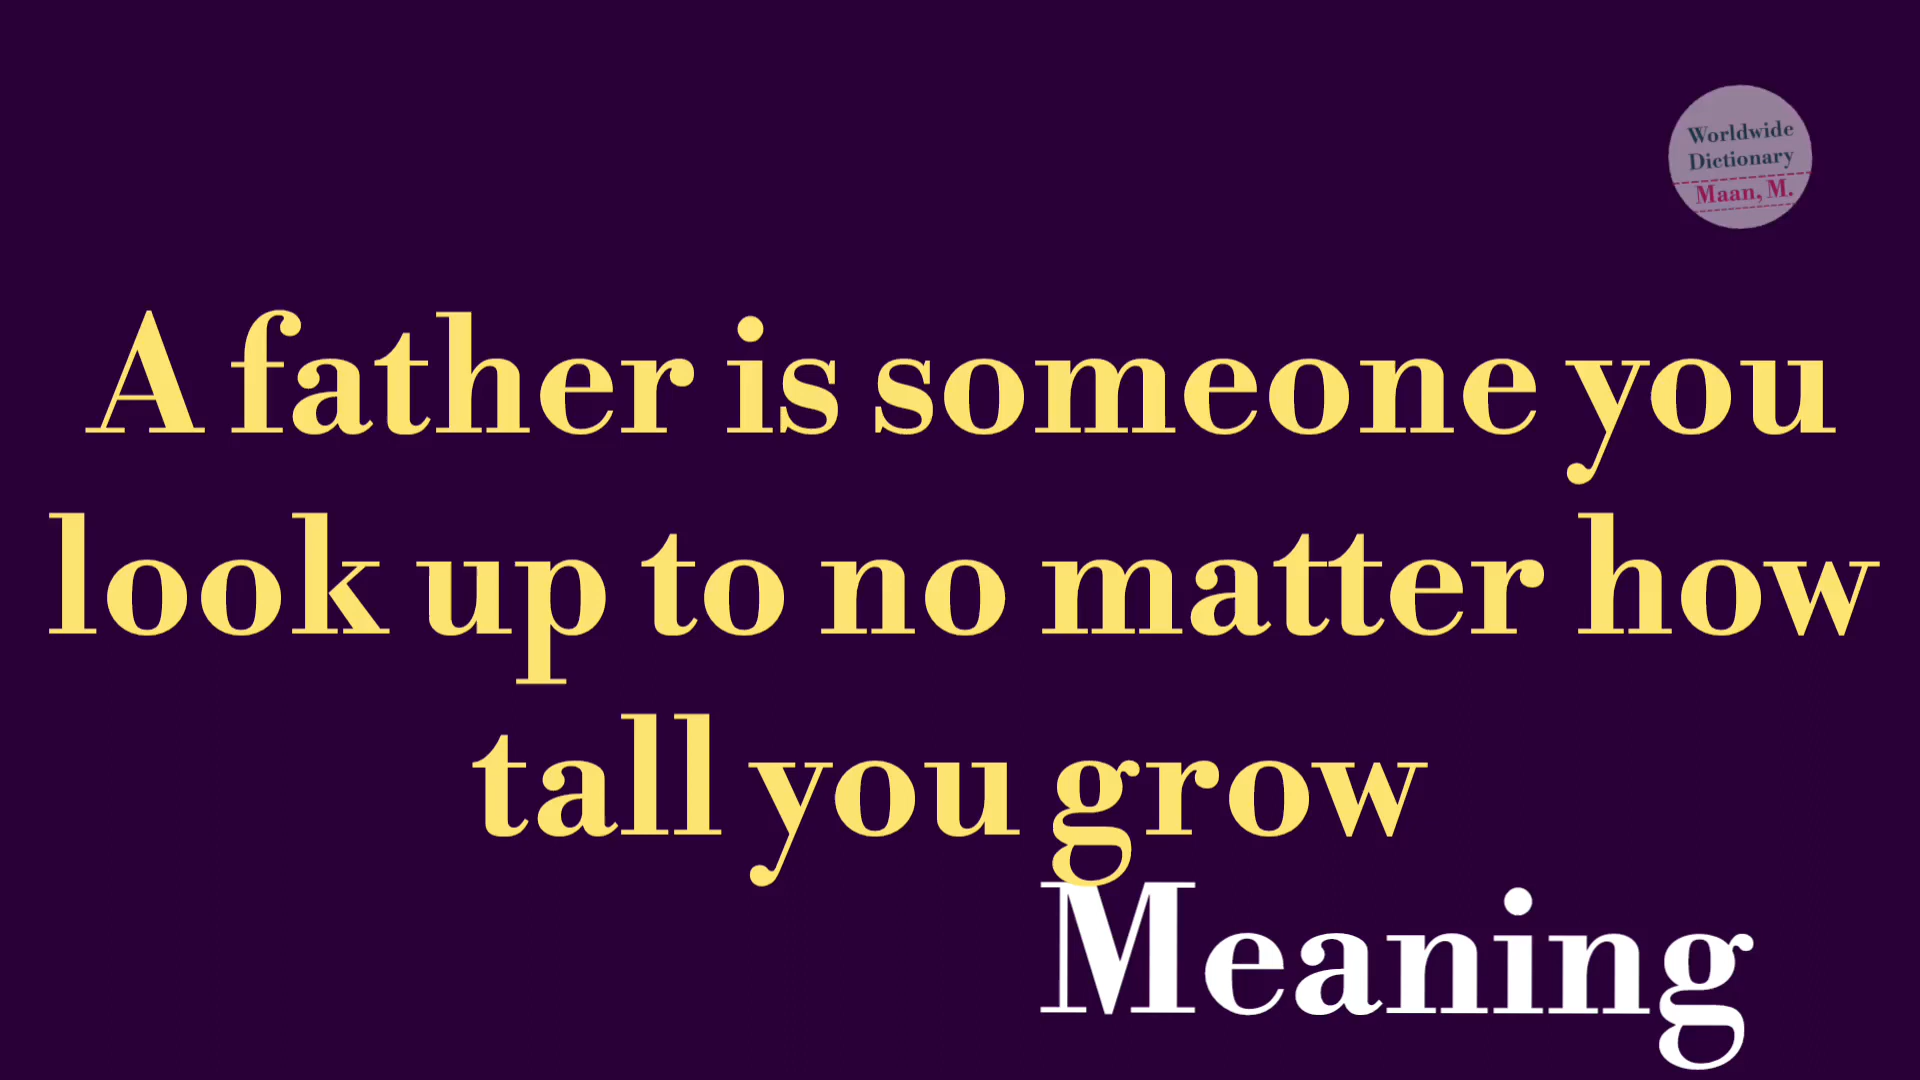 Worldwide
Dictionary
Maan, M.
A father is someone you
look up to no matter how
tall you grow
Meaning